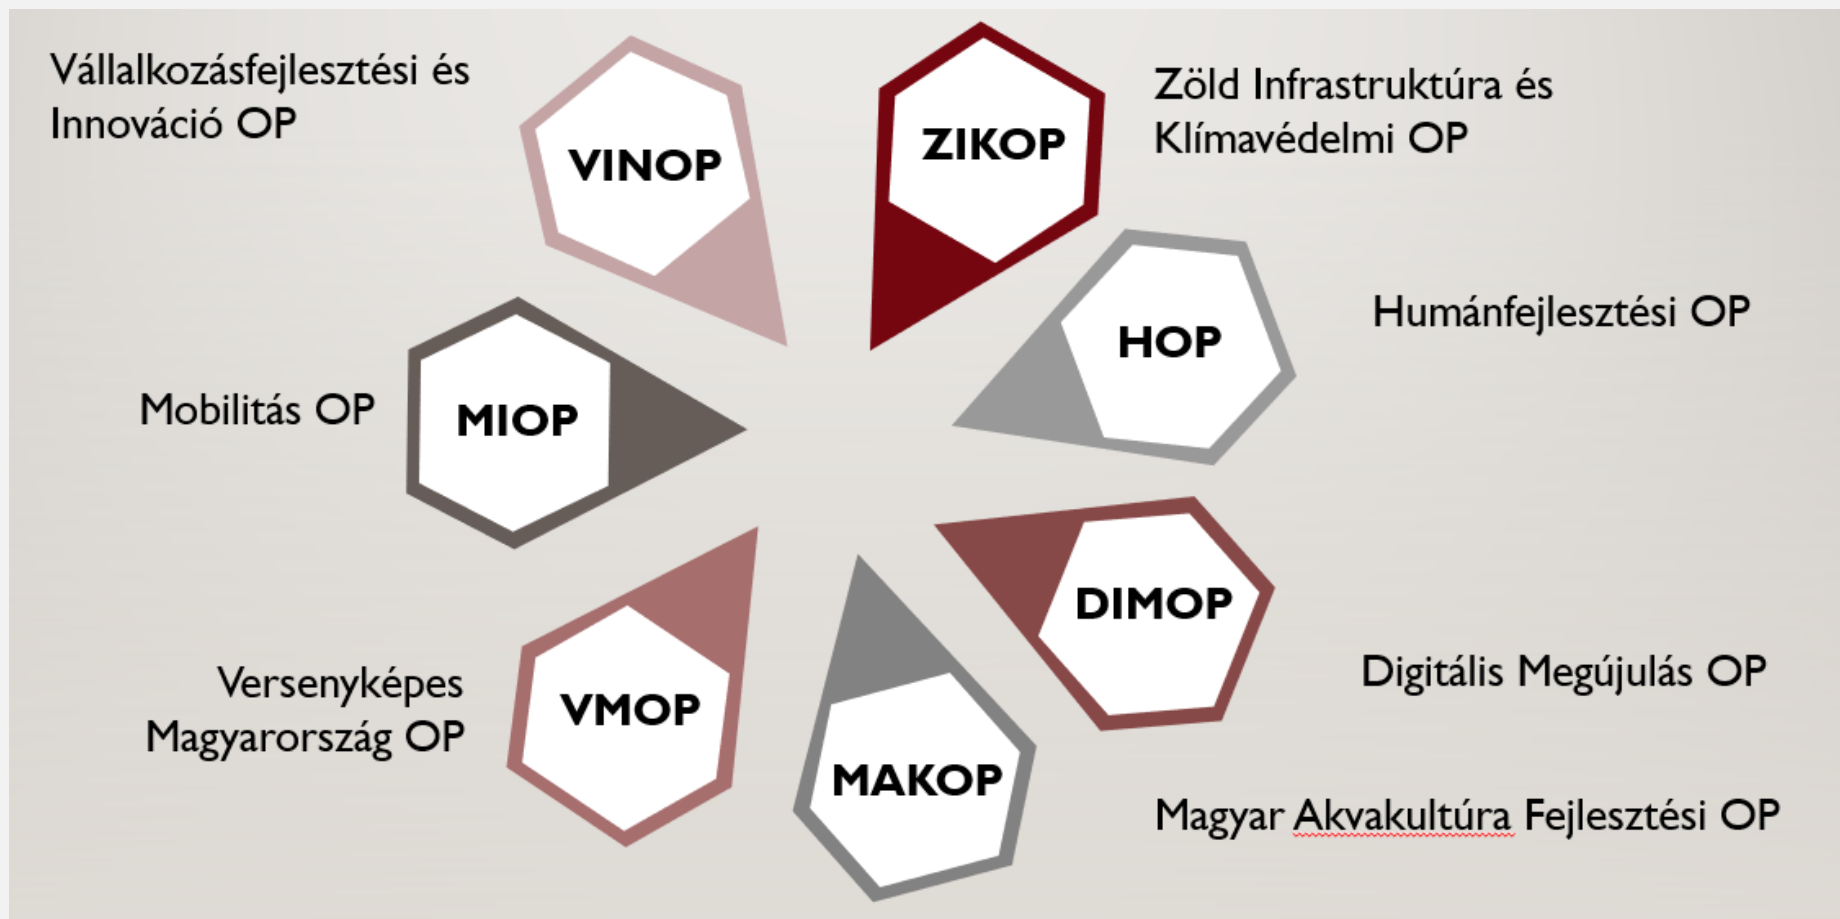 Vállalkozásfejlesztési és
Innováció OP
VINOP
ZIKOP
Zöld Infrastruktúra és
Klímavédelmi OP
HOP
Humánfejlesztési OP
Mobilitás OP
MIOP
DIMOP
Digitális Megújulás OP
Versenyképes
Magyarország OP
VMOP
MAKOP
Magyar Akvakultúra Fejlesztési OP